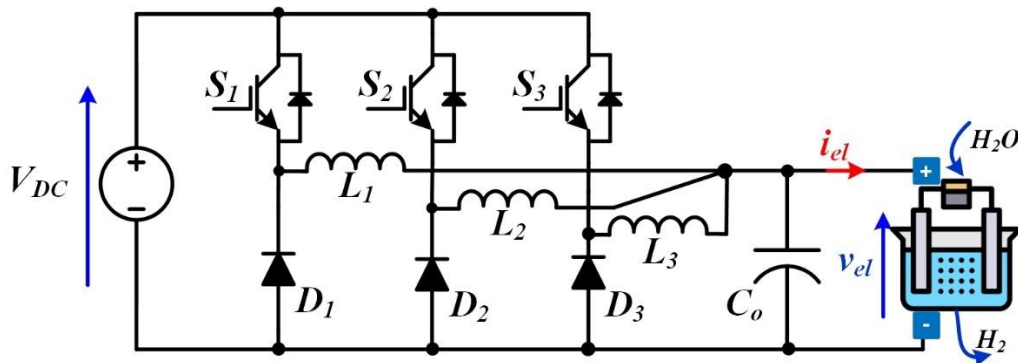 S1
S2
S3
VDC
+
-
L1
L2
L3
iel
+
H2O
vel
D1
D2
D3
Co
-
H2